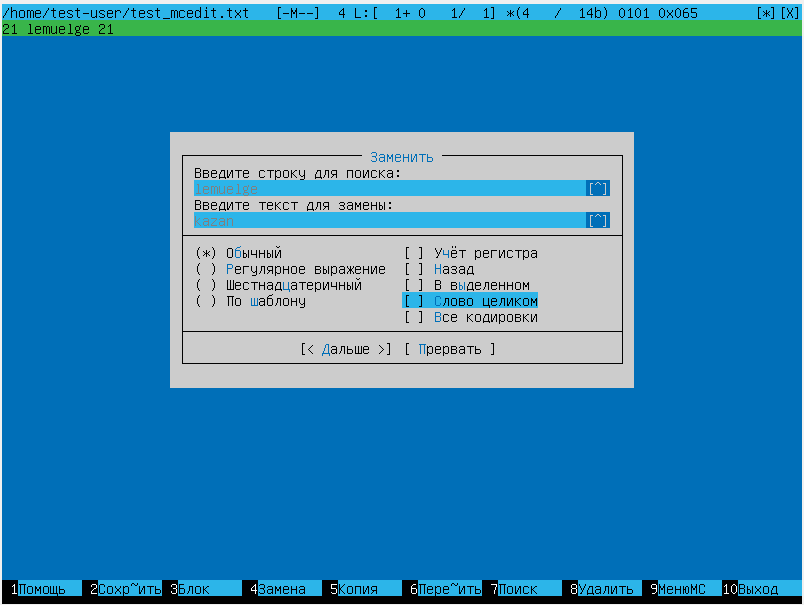 /home/test-user/test_mcedit.txt [-M--] 4 L:[ 1+ 0 1/ 1] *(4 / 14b) 0101 0x065 [*][X]
21 lemuelge 21
Заменить
Введите строку для поиска:
lemuelge [^]
Введите текст для замены:
kazan [^]
(*) Обычный [ ] Учёт регистра
( ) Регулярное выражение [ ] Назад
( ) Шестнадцатеричный [ ] В выделенном
( ) По шаблону [ ] Слово целиком
[ ] Все кодировки
[< Дальше >] [ Прервать ]
1Помощь 2Сохр~ить 3Блок 4Замена 5Копия 6Пере~ить 7Поиск 8Удалить 9МенюMC 10Выход